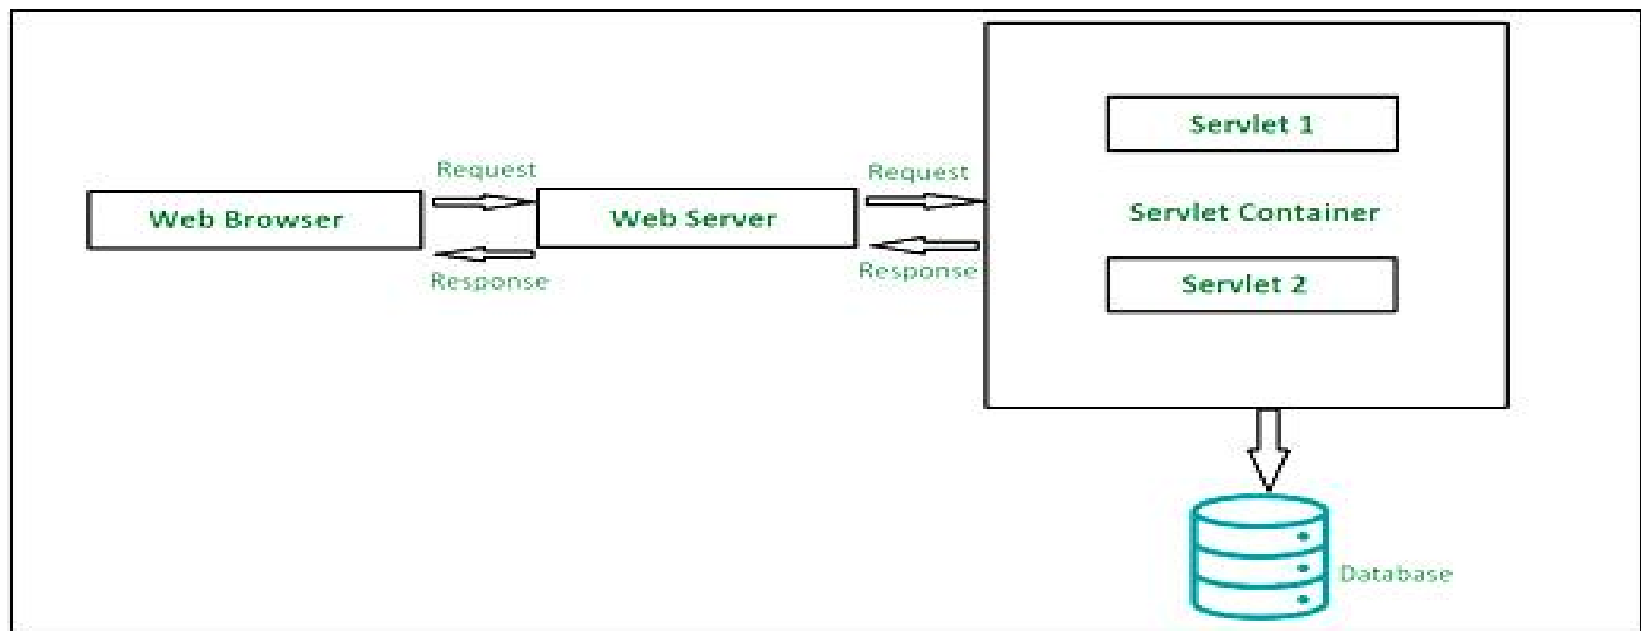 Servlet 1
Request
Request
Web Browser
Web Server
Servlet Container
Response
Response
Servlet 2
Database